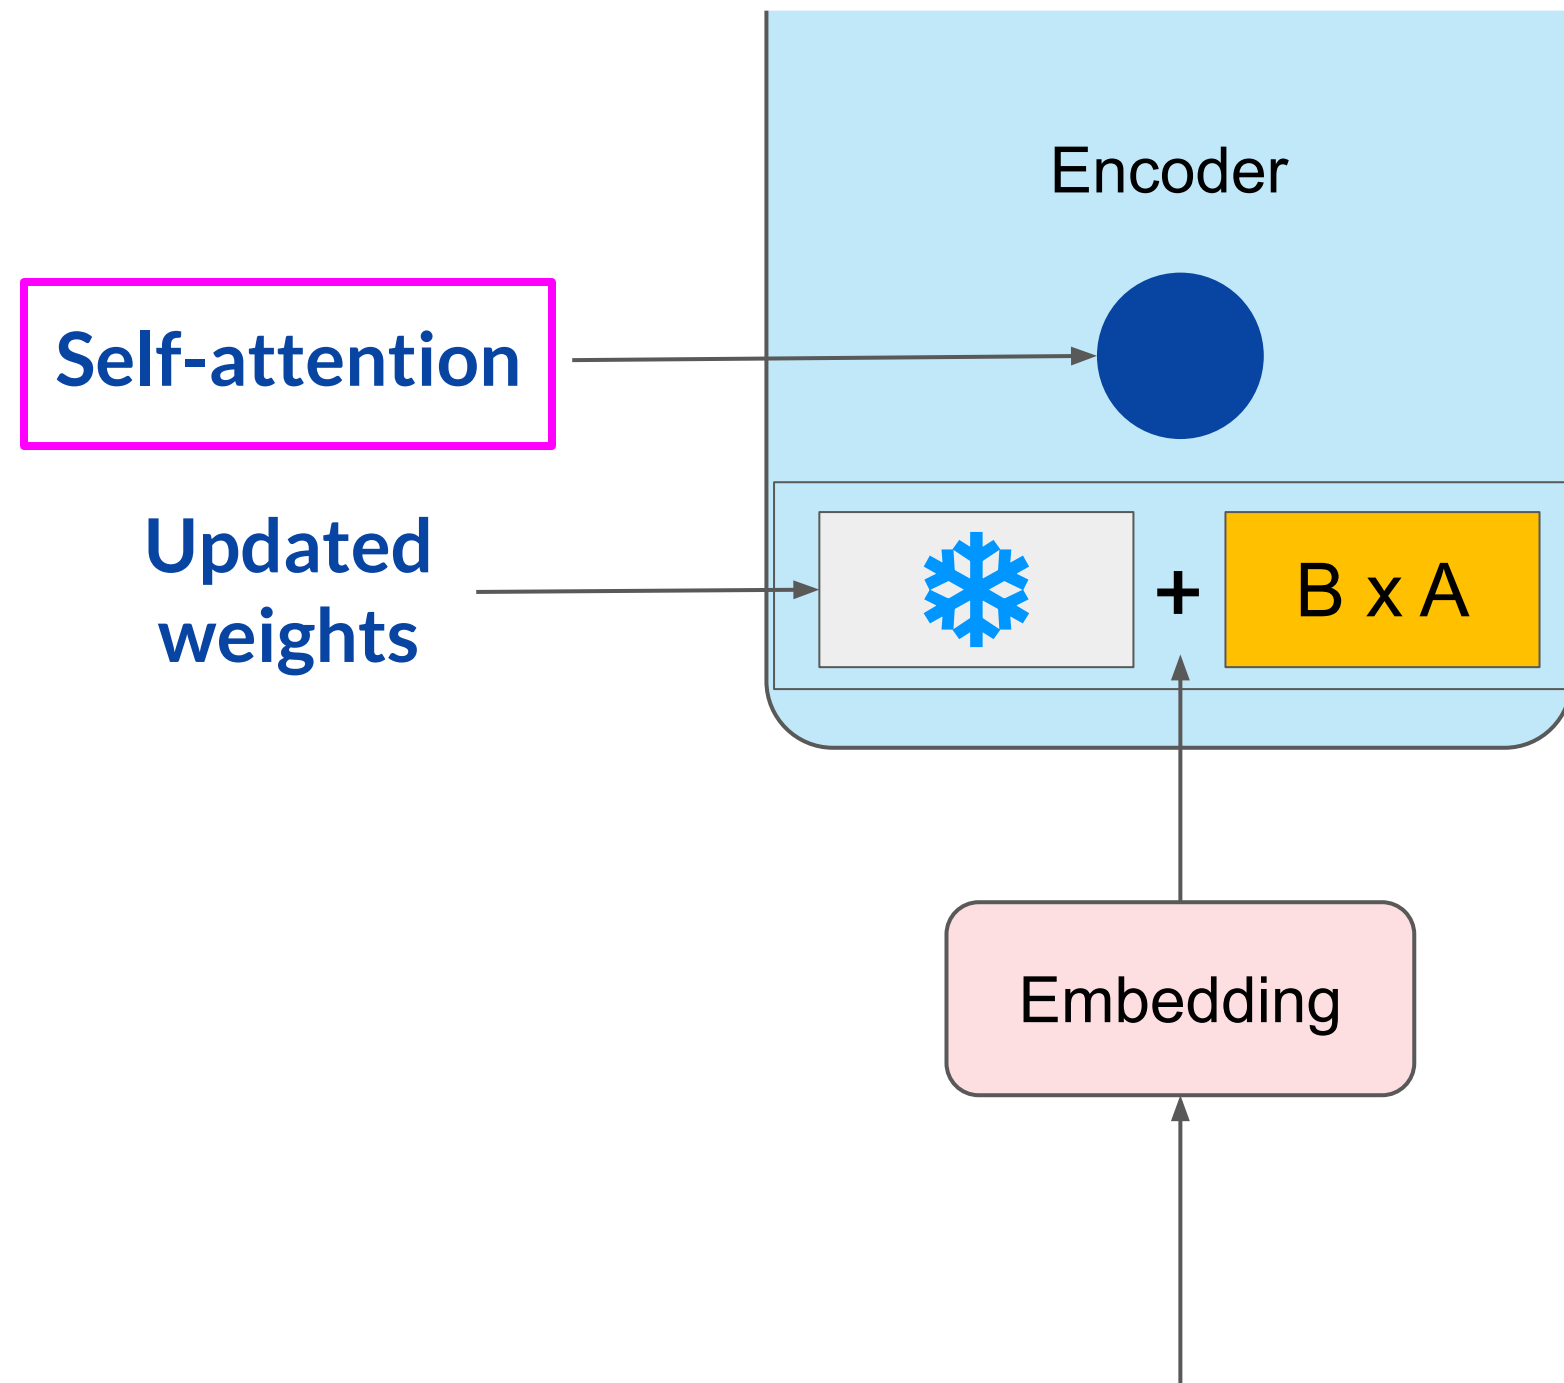 Encoder
Self-attention
Updated
weights
+
B x A
Embedding